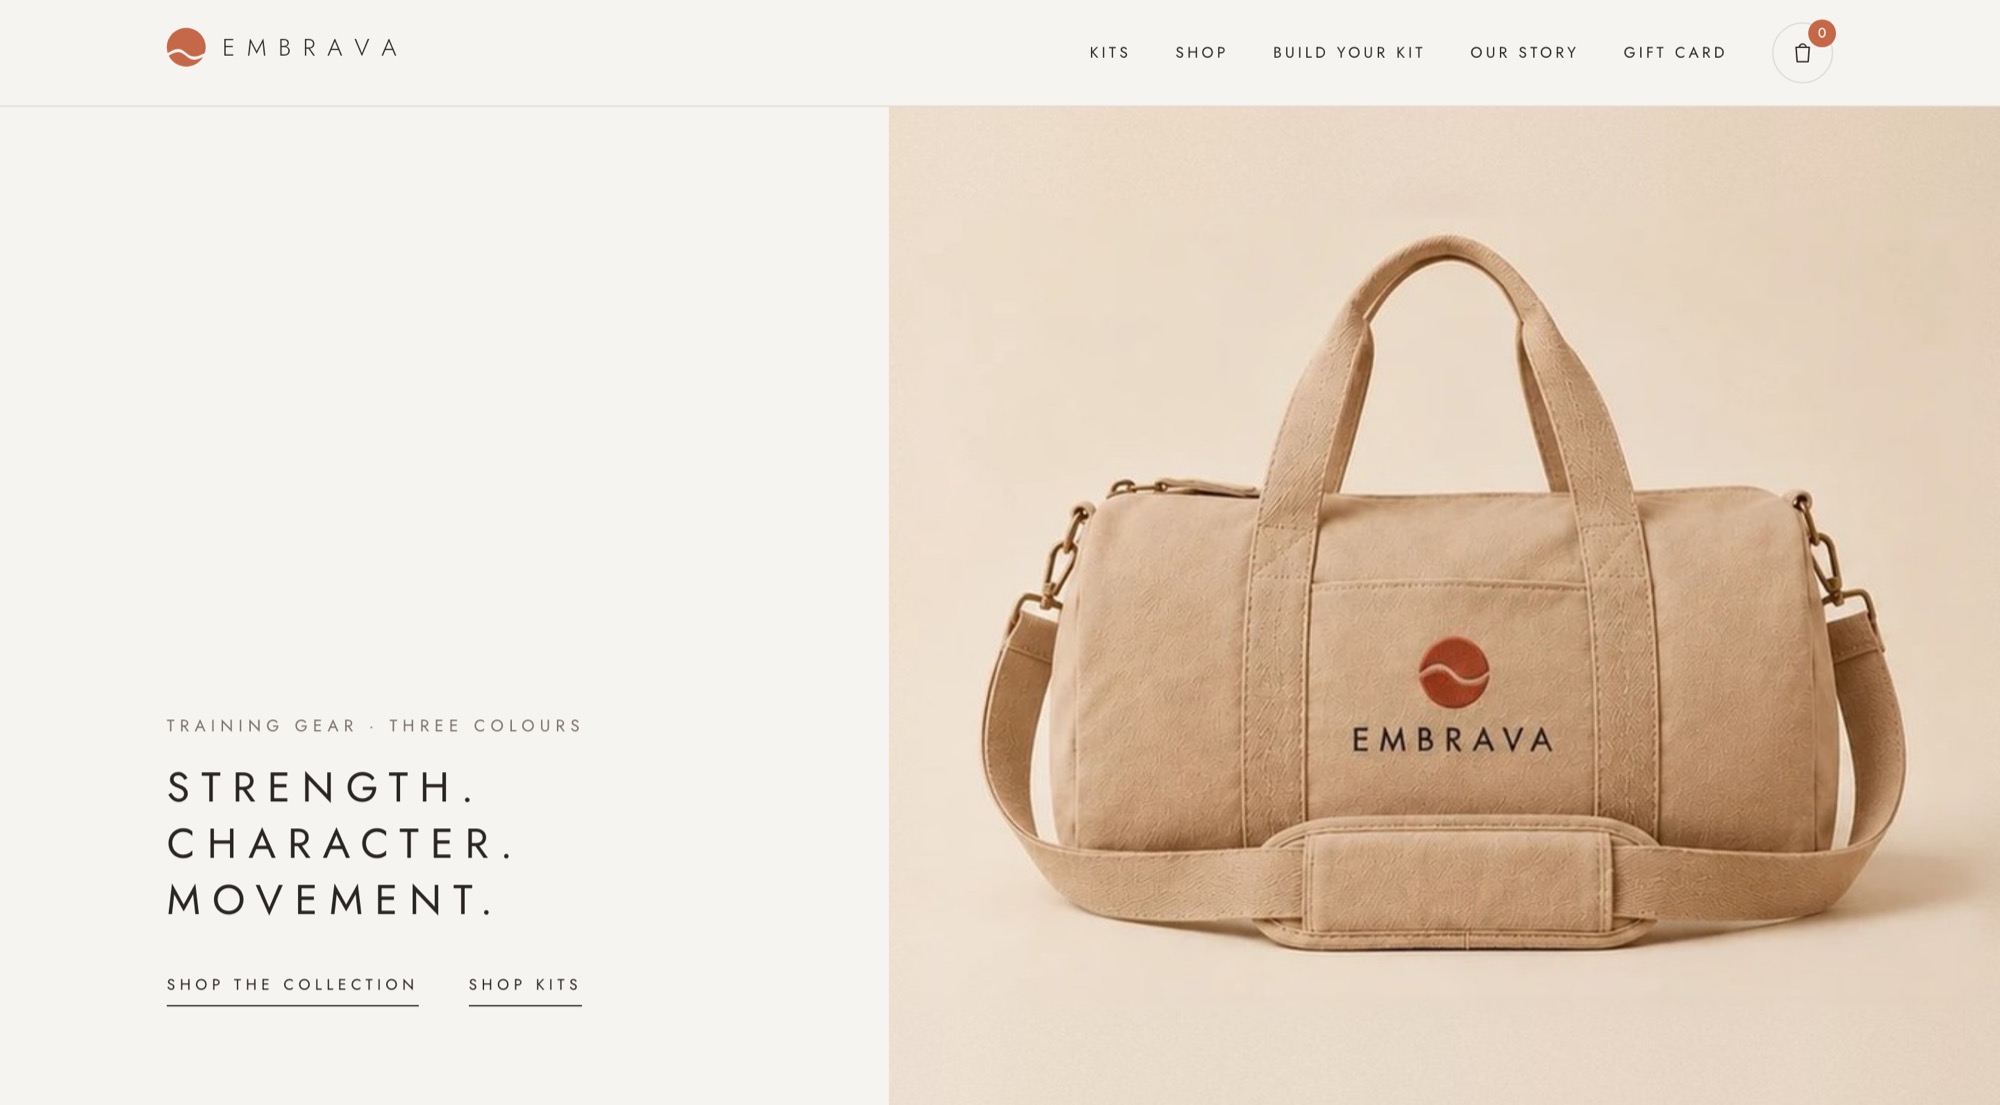 EMBRAVA
KITS
SHOP
BUILD YOUR KIT
OUR STORY
GIFT CARD
0
TRAINING GEAR · THREE COLOURS
STRENGTH.
CHARACTER.
MOVEMENT.
SHOP THE COLLECTION
SHOP KITS
EMBRAVA